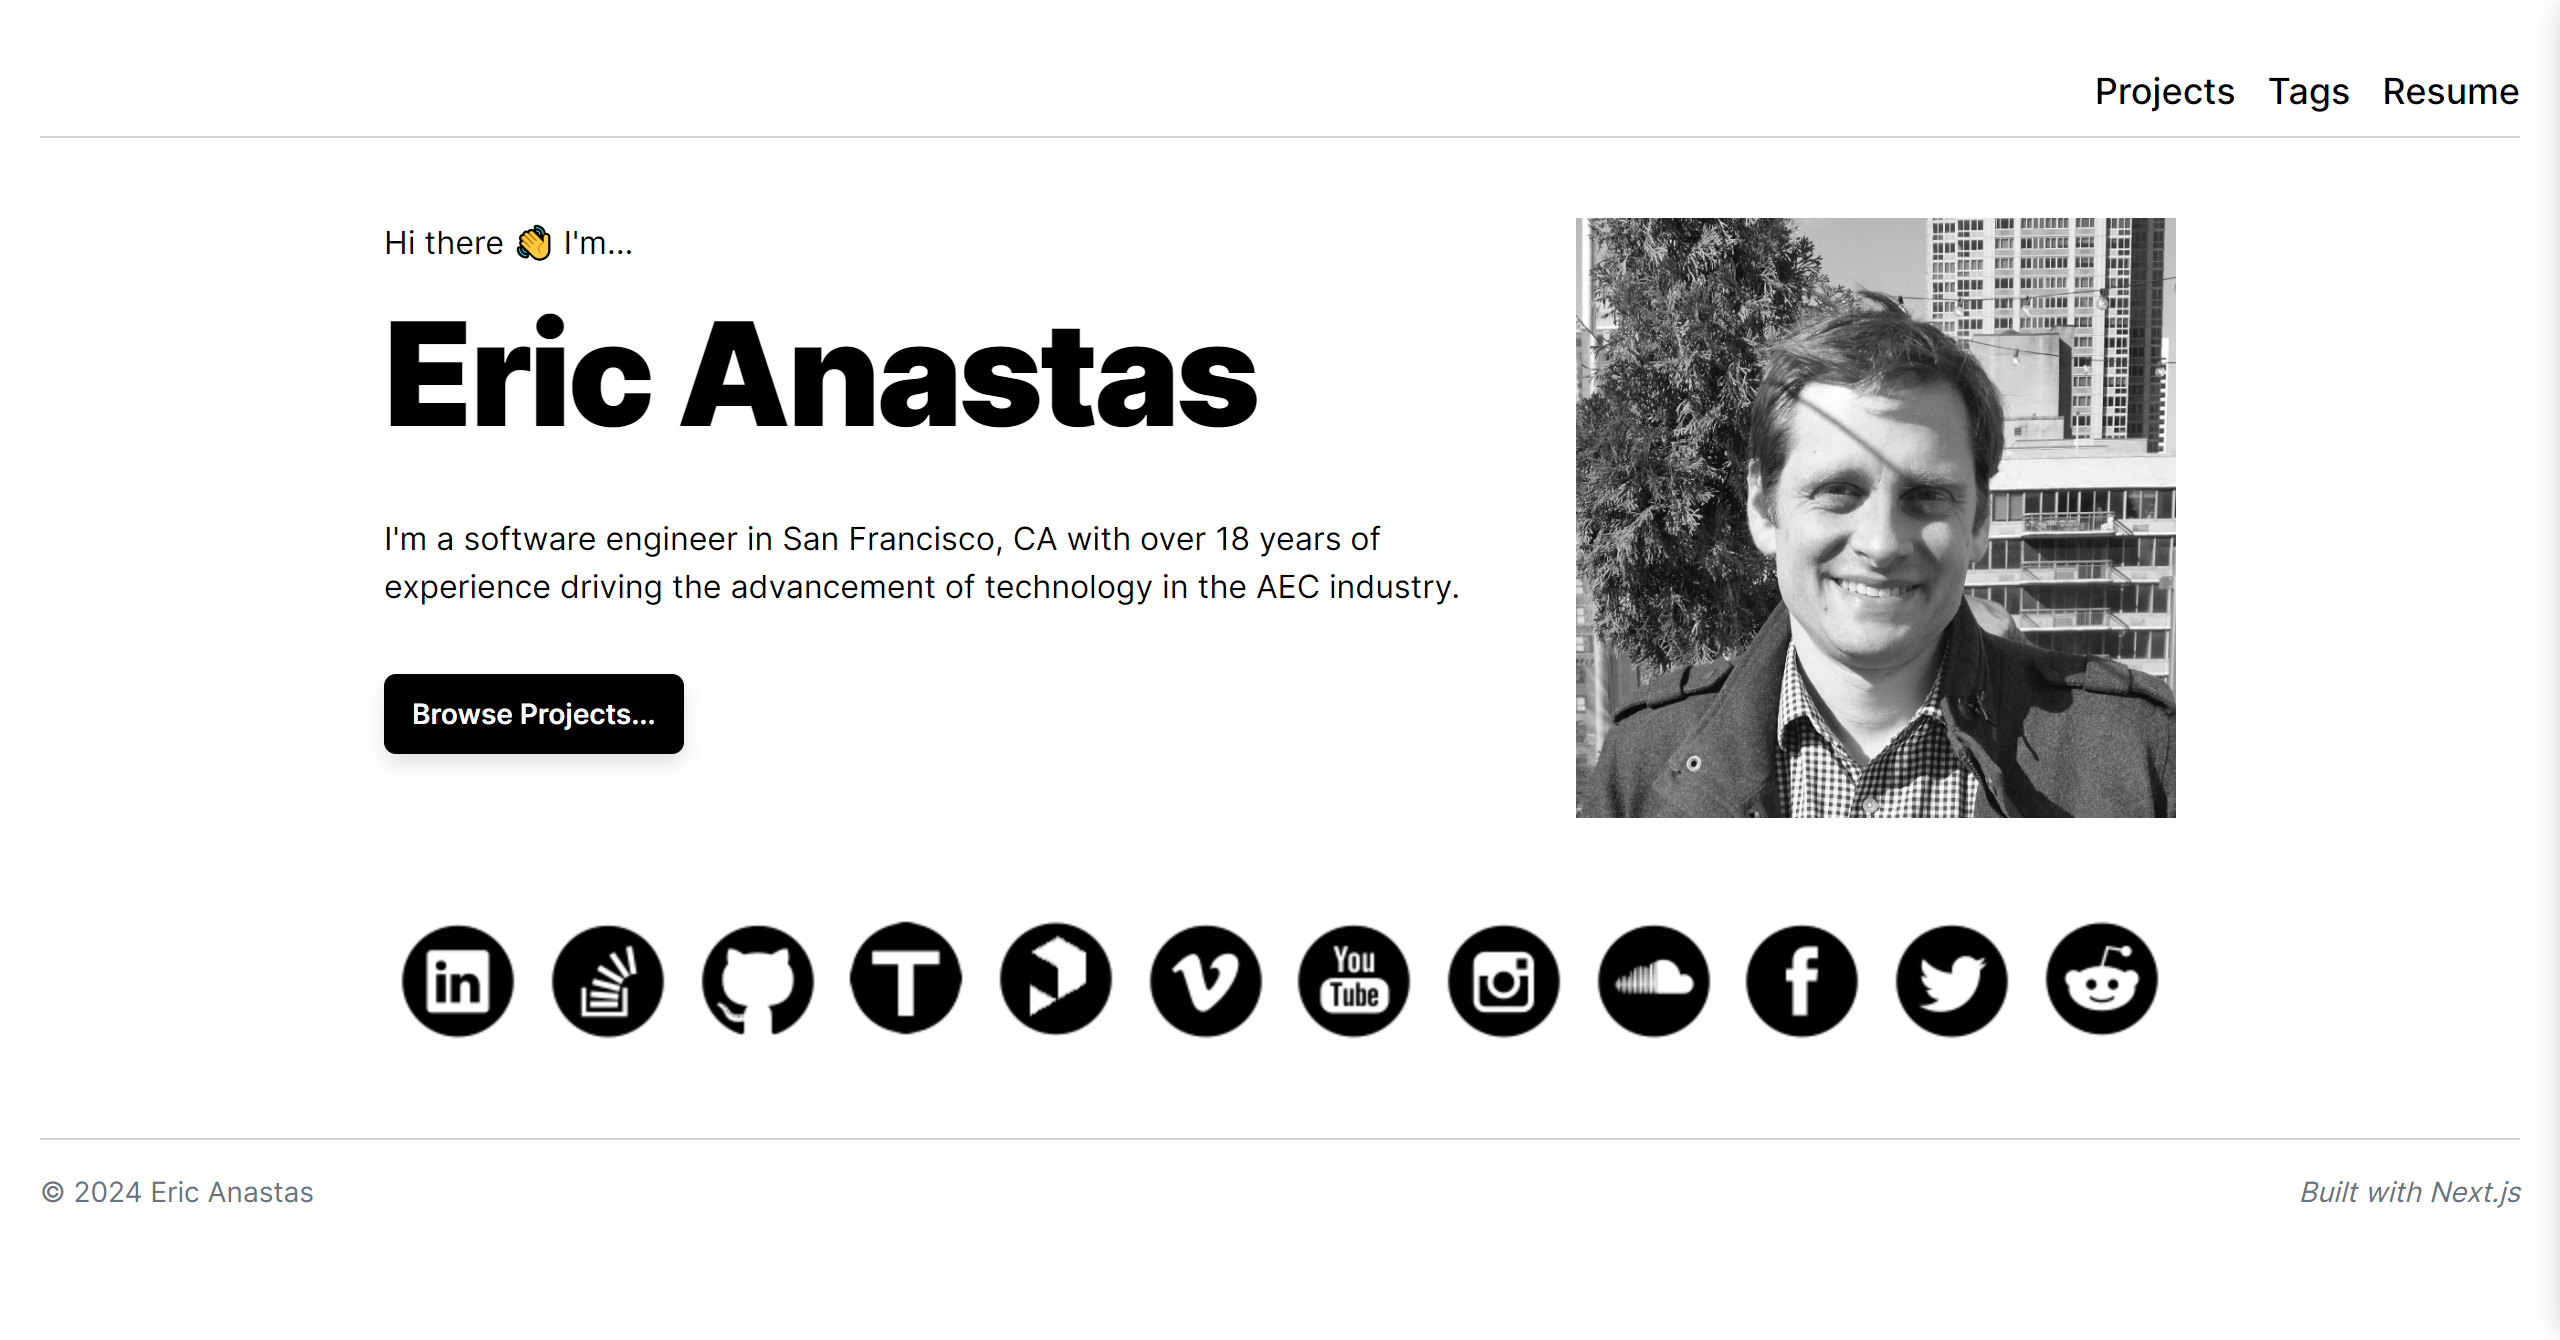 Projects Tags Resume
Hi there 👋 I'm...
Eric Anastas
I'm a software engineer in San Francisco, CA with over 18 years of
experience driving the advancement of technology in the AEC industry.
Browse Projects...
in
T
You
Tube
f
© 2024 Eric Anastas
Built with Next.js